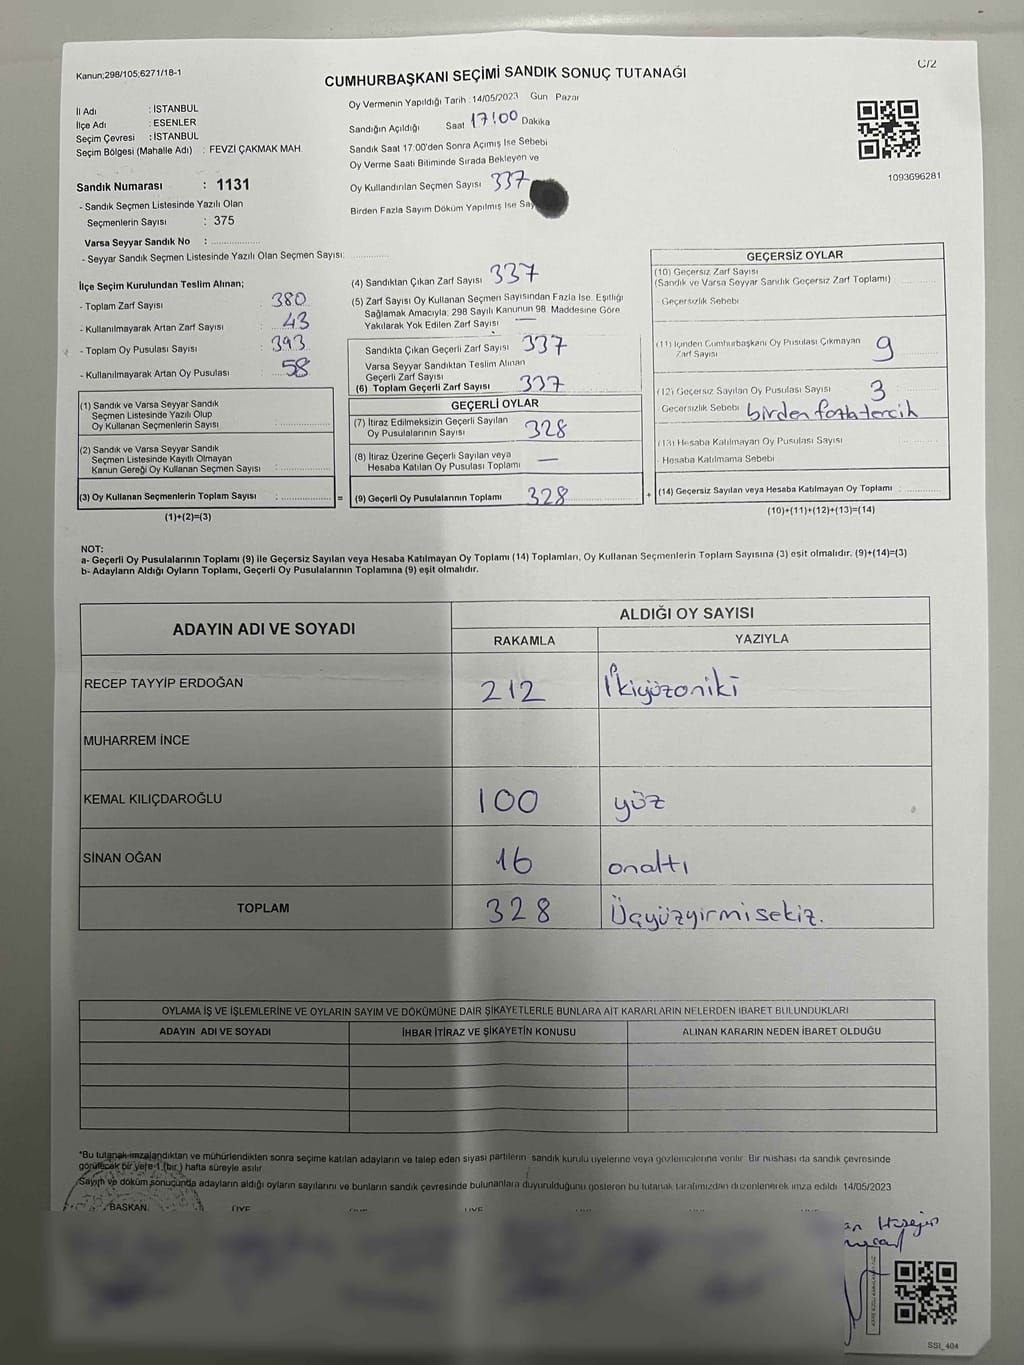 Kanun;298/105;6271/18-1
C/2
CUMHURBAŞKANI SEÇİMİ SANDIK SONUÇ TUTANAĞI
İl Adı : İSTANBUL
İlçe Adı : ESENLER
Seçim Çevresi : İSTANBUL
Seçim Bölgesi (Mahalle Adı) : FEVZİ ÇAKMAK MAH.
Sandık Numarası : 1131
- Sandık Seçmen Listesinde Yazılı Olan
Seçmenlerin Sayısı : 375
Varsa Seyyar Sandık No : ....................
- Seyyar Sandık Seçmen Listesinde Yazılı Olan Seçmen Sayısı: ...............
Oy Vermenin Yapıldığı Tarih : 14/05/2023 Gün Pazar
Sandığın Açıldığı Saat 17:00 Dakika
Sandık Saat 17:00'den Sonra Açımış İse Sebebi
Oy Verme Saati Bitiminde Sırada Bekleyen ve
Oy Kullandırılan Seçmen Sayısı 337
Birden Fazla Sayım Döküm Yapılmış İse
1093696281
İlçe Seçim Kurulundan Teslim Alınan;
- Toplam Zarf Sayısı : 380
- Kullanılmayarak Artan Zarf Sayısı : 43
- Toplam Oy Pusulası Sayısı : 393
- Kullanılmayarak Artan Oy Pusulası : 58
(1) Sandık ve Varsa Seyyar Sandık
Seçmen Listesinde Yazılı Olup
Oy Kullanan Seçmenlerin Sayısı :
(2) Sandık ve Varsa Seyyar Sandık
Seçmen Listesinde Kayıtlı Olmayan
Kanun Gereği Oy Kullanan Seçmen Sayısı :
(3) Oy Kullanan Seçmenlerin Toplam Sayısı : =
(1)+(2)=(3)
(4) Sandıktan Çıkan Zarf Sayısı 337
(5) Zarf Sayısı Oy Kullanan Seçmen Sayısından Fazla İse, Eşitliği
Sağlamak Amacıyla; 298 Sayılı Kanunun 98. Maddesine Göre
Yakılarak Yok Edilen Zarf Sayısı —
Sandıkta Çıkan Geçerli Zarf Sayısı 337
Varsa Seyyar Sandıktan Teslim Alınan
Geçerli Zarf Sayısı
(6) Toplam Geçerli Zarf Sayısı 337
GEÇERLİ OYLAR
(7) İtiraz Edilmeksizin Geçerli Sayılan
Oy Pusulalarının Sayısı 328
(8) İtiraz Üzerine Geçerli Sayılan veya
Hesaba Katılan Oy Pusulası Toplamı —
(9) Geçerli Oy Pusulalarının Toplamı 328 +
GEÇERSİZ OYLAR
(10) Geçersiz Zarf Sayısı
(Sandık ve Varsa Seyyar Sandık Geçersiz Zarf Toplamı)
- Geçersizlik Sebebi
(11) İçinden Cumhurbaşkanı Oy Pusulası Çıkmayan
Zarf Sayısı 9
(12) Geçersiz Sayılan Oy Pusulası Sayısı 3
- Geçersizlik Sebebi birden fazla tercih
(13) Hesaba Katılmayan Oy Pusulası Sayısı
- Hesaba Katılmama Sebebi
(14) Geçersiz Sayılan veya Hesaba Katılmayan Oy Toplamı
(10)+(11)+(12)+(13)=(14)
NOT:
a- Geçerli Oy Pusulalarının Toplamı (9) ile Geçersiz Sayılan veya Hesaba Katılmayan Oy Toplamı (14) Toplamları, Oy Kullanan Seçmenlerin Toplam Sayısına (3) eşit olmalıdır. (9)+(14)=(3)
b- Adayların Aldığı Oyların Toplamı, Geçerli Oy Pusulalarının Toplamına (9) eşit olmalıdır.
ADAYIN ADI VE SOYADI
ALDIĞI OY SAYISI
RAKAMLA YAZIYLA
RECEP TAYYİP ERDOĞAN 212 İkiyüzoniki
MUHARREM İNCE
KEMAL KILIÇDAROĞLU 100 yüz
SİNAN OĞAN 16 onaltı
TOPLAM 328 Üçyüzyirmisekiz.
OYLAMA İŞ VE İŞLEMLERİNE VE OYLARIN SAYIM VE DÖKÜMÜNE DAİR ŞİKAYETLERLE BUNLARA AİT KARARLARIN NELERDEN İBARET BULUNDUKLARI
ADAYIN ADI VE SOYADI İHBAR İTİRAZ VE ŞİKAYETİN KONUSU ALINAN KARARIN NEDEN İBARET OLDUĞU
*Bu tutanak imzalandıktan ve mühürlendikten sonra seçime katılan adayların ve talep eden siyasi partilerin sandık kurulu üyelerine veya gözlemcilerine verilir. Bir nüshası da sandık çevresinde
görülecek bir yere 1 (bir) hafta süreyle asılır.
Sayım ve döküm sonucunda adayların aldığı oyların sayılarını ve bunların sandık çevresinde bulunanlara duyurulduğunu gösteren bu tutanak tarafımızdan düzenlenerek imza edildi. 14/05/2023
BAŞKAN ÜYE
SSI_404